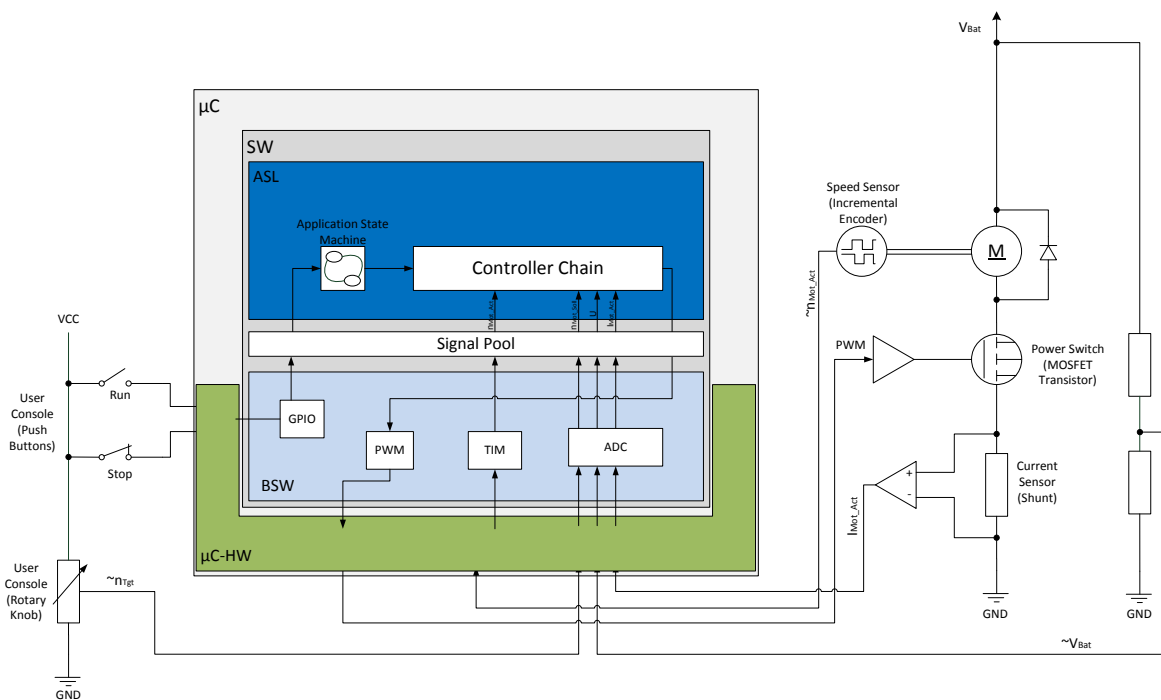 VBat
µC
SW
ASL
Application State
Machine
Controller Chain
nMot_Act
U
IMot_Act
Signal Pool
GPIO
PWM
TIM
ADC
BSW
µC-HW
VCC
Run
Stop
User
Console
(Push
Buttons)
User
Console
(Rotary
Knob)
~nTgt
GND
Speed Sensor
(Incremental
Encoder)
M
~nMot_Act
PWM
Power Switch
(MOSFET
Transistor)
+
-
Current
Sensor
(Shunt)
IMot_Act
GND
GND
~VBat